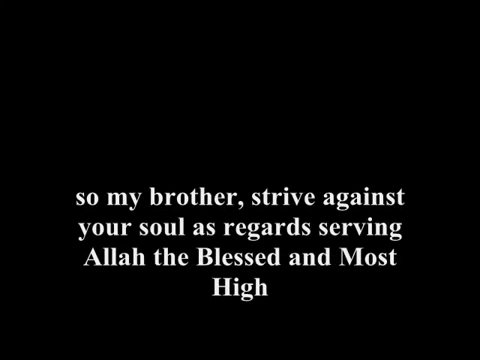 so my brother, strive against
your soul as regards serving
Allah the Blessed and Most
High